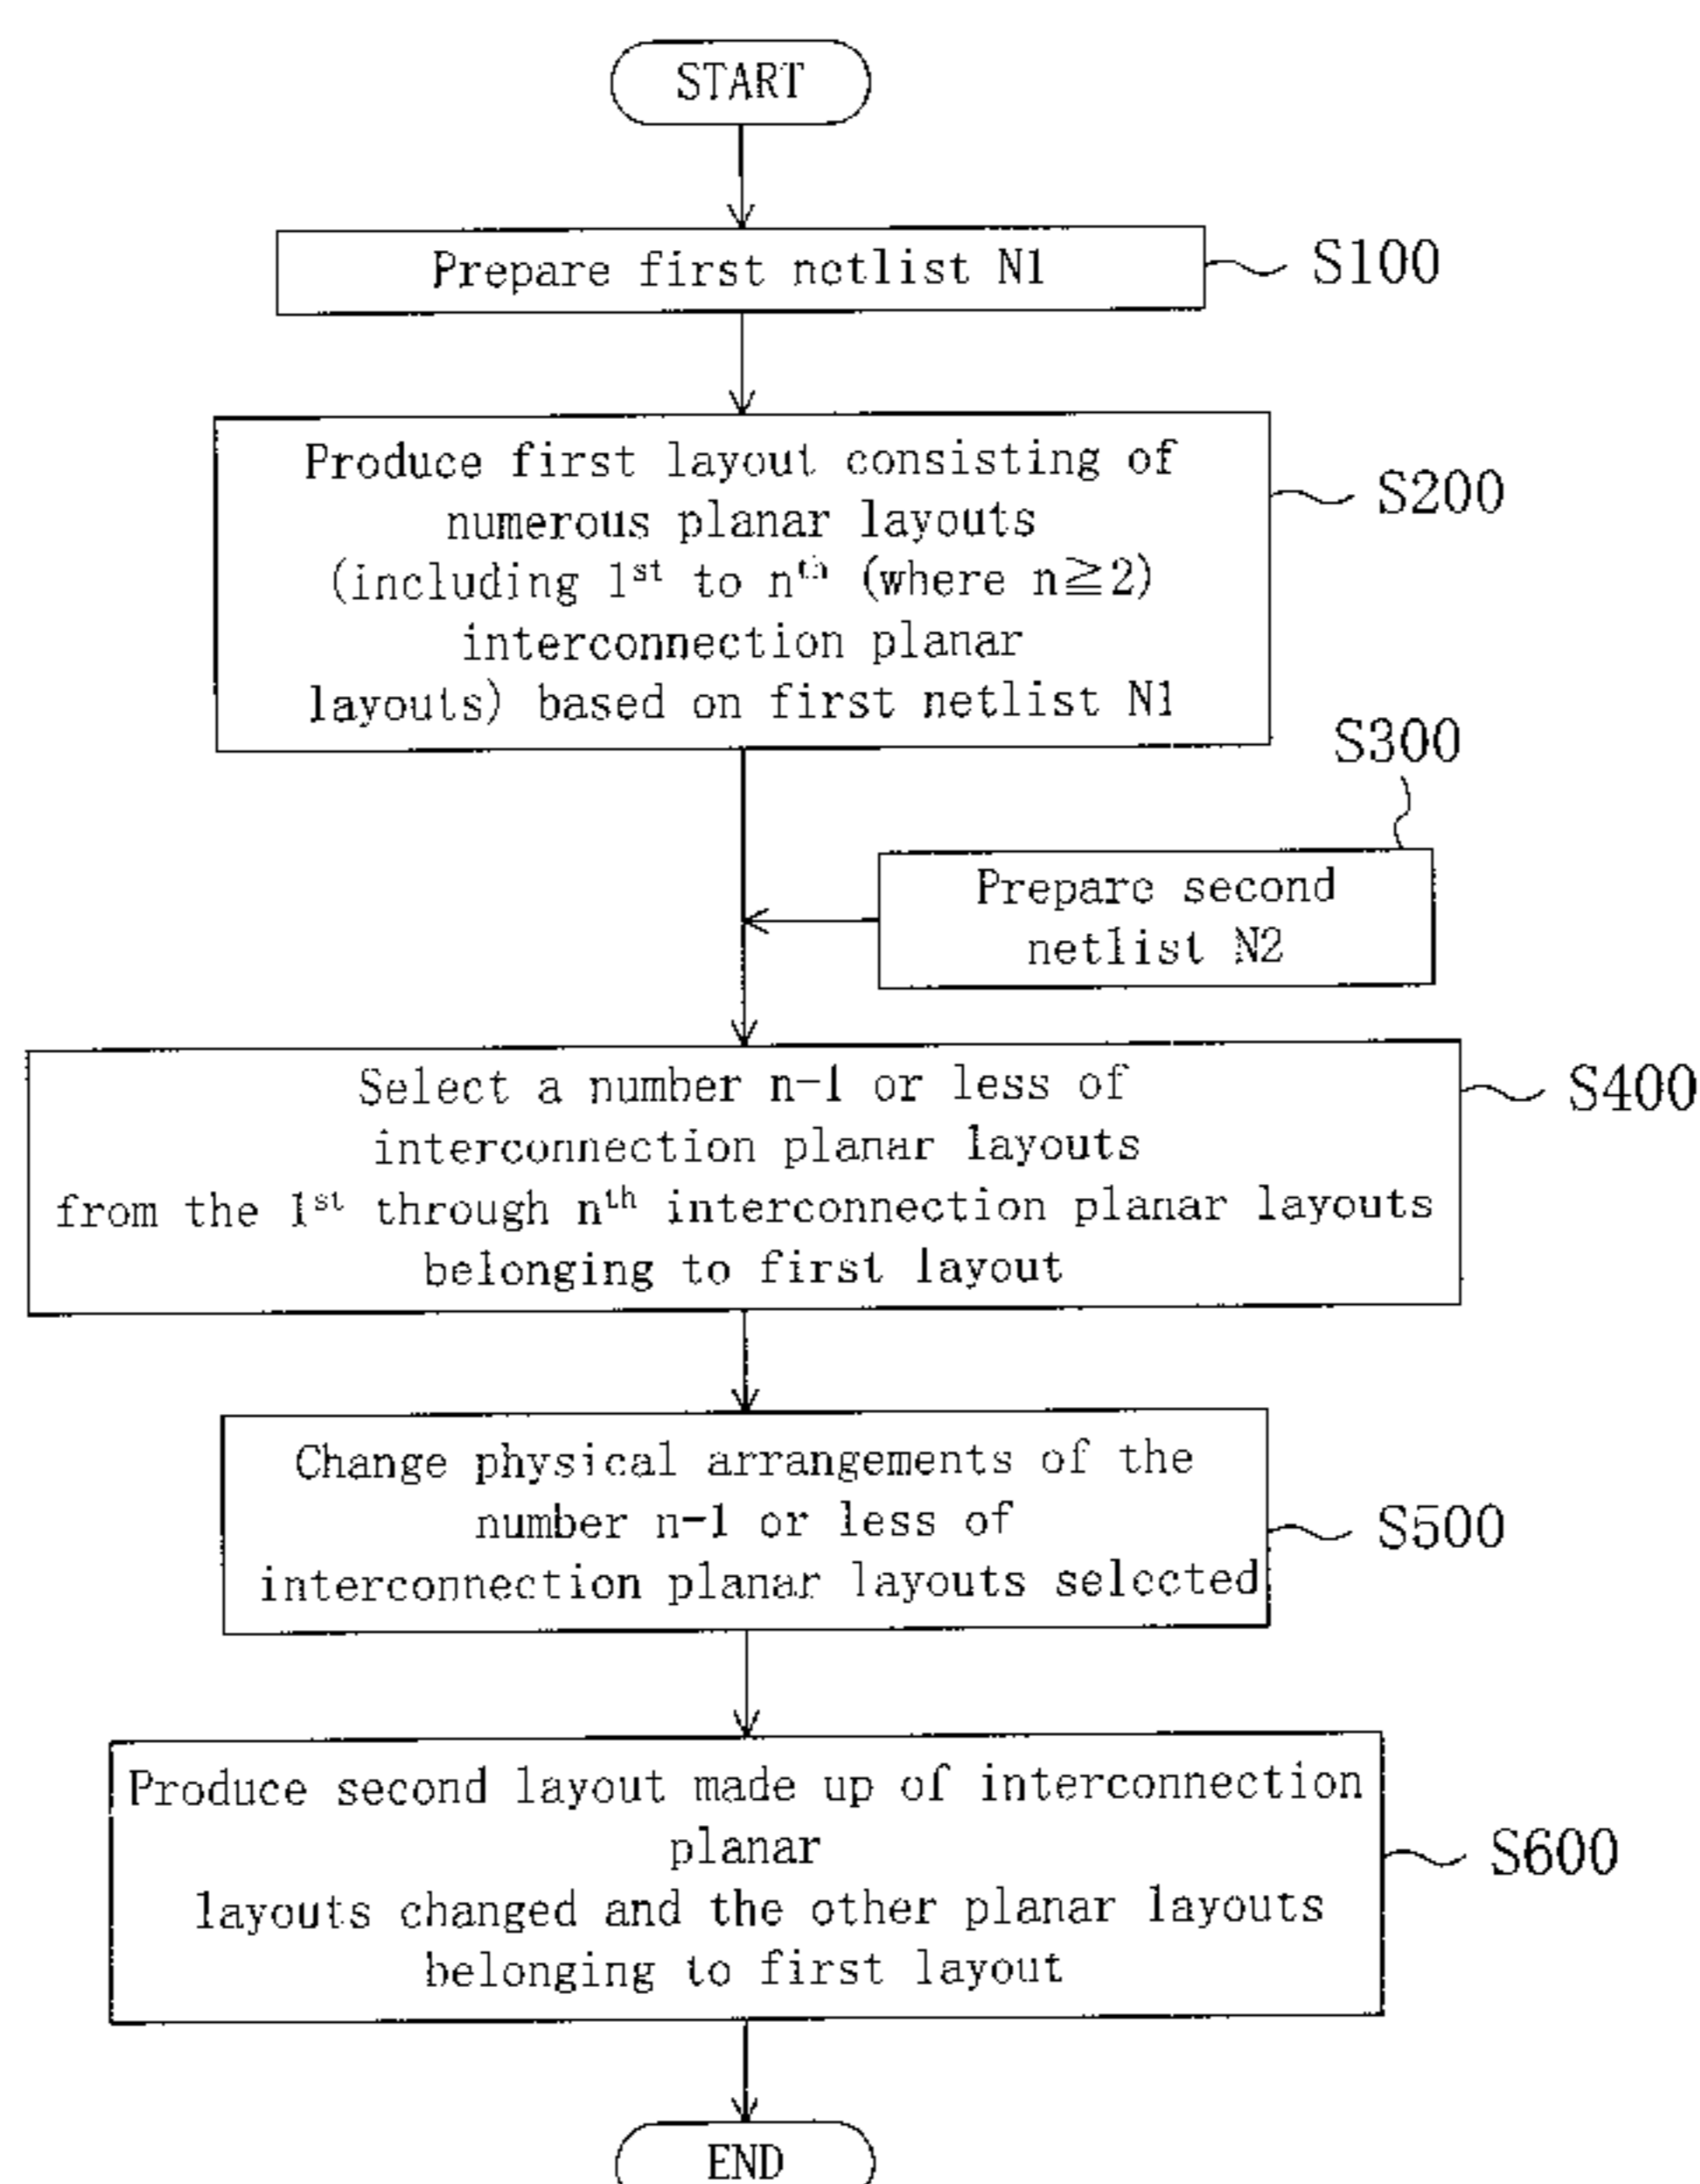 START
Prepare first netlist N1
S100
Produce first layout consisting of
numerous planar layouts
(including 1st to nth (where n≧2)
interconnection planar
layouts) based on first netlist N1
S200
S300
Prepare second
netlist N2
Select a number n-1 or less of
interconnection planar layouts
from the 1st through nth interconnection planar layouts
belonging to first layout
S400
Change physical arrangements of the
number n-1 or less of
interconnection planar layouts selected
S500
Produce second layout made up of interconnection
planar
layouts changed and the other planar layouts
belonging to first layout
S600
END